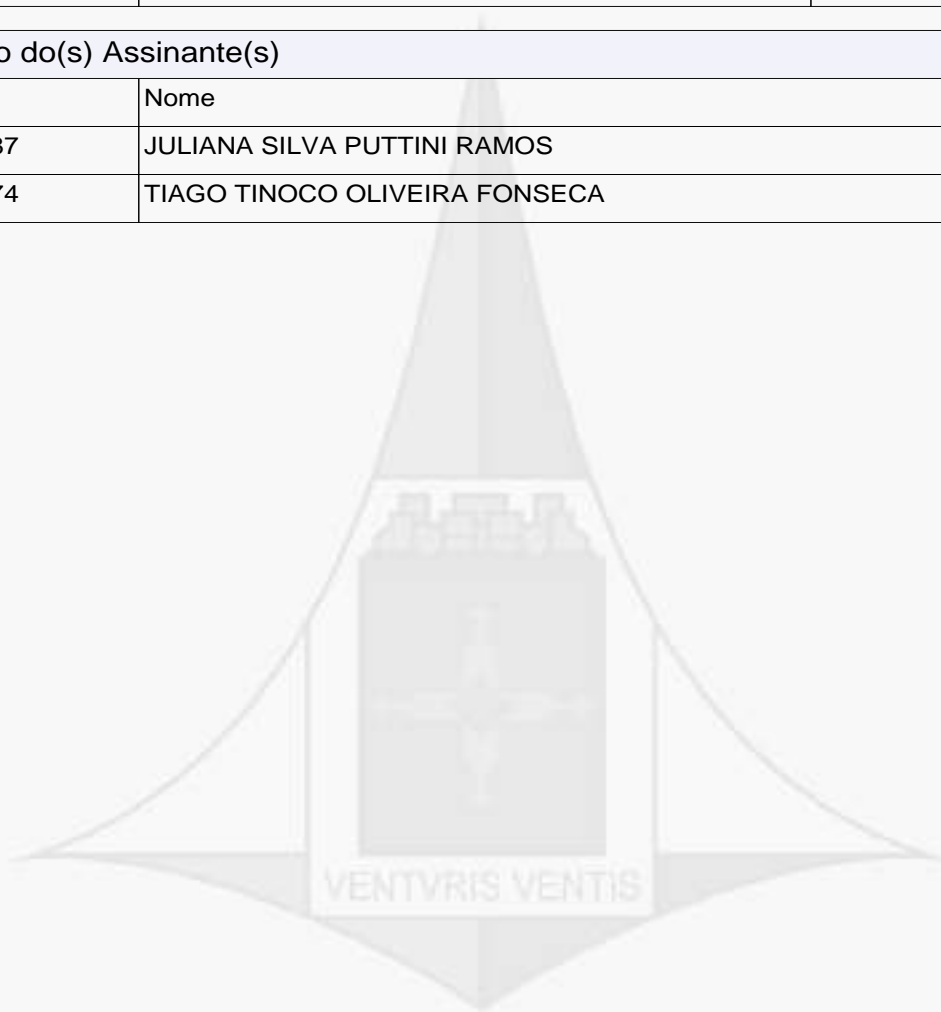 o do(s) Assinante(s)
Nome
37 JULIANA SILVA PUTTINI RAMOS
74 TIAGO TINOCO OLIVEIRA FONSECA
VENTVRIS VENTIS